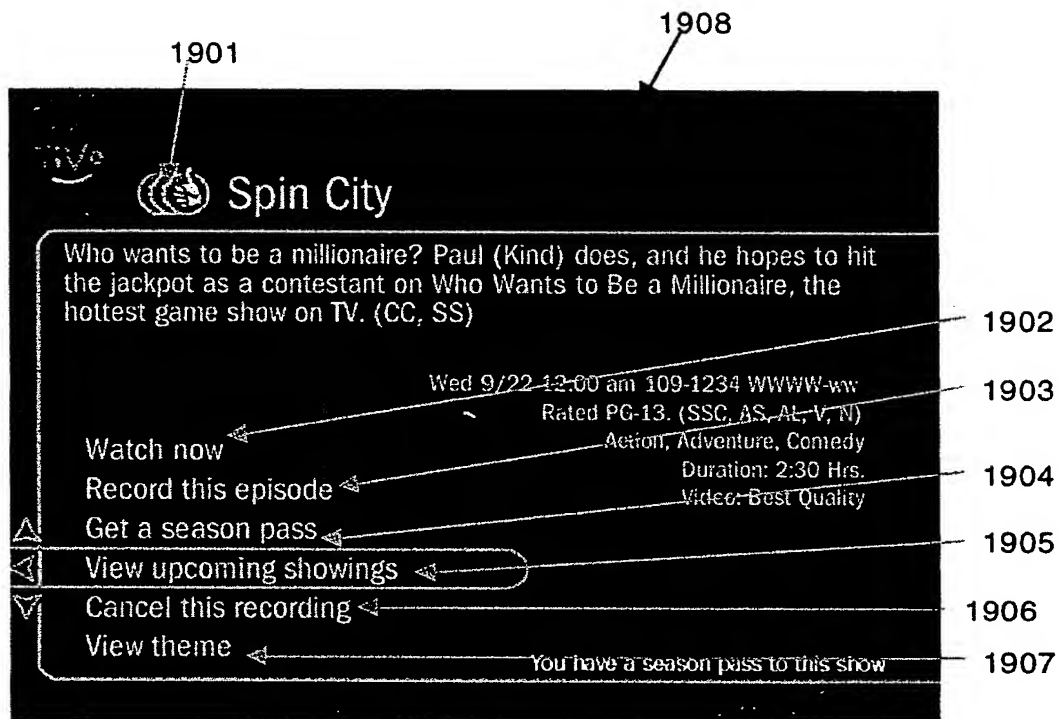 1908
1901
Spin City
Who wants to be a millionaire? Paul (Kind) does, and he hopes to hit
the jackpot as a contestant on Who Wants to Be a Millionaire, the
hottest game show on TV. (CC, SS)
1902
Wed 9/22 12:00 am 109-1234 WWWW-ww
1903
Rated PG-13. (SSC, AS, AL, V, N)
Action, Adventure, Comedy
Watch now
Duration: 2:30 Hrs.
1904
Record this episode
Video: Best Quality
Get a season pass
1905
View upcoming showings
Cancel this recording
1906
View theme
You have a season pass to this show
1907